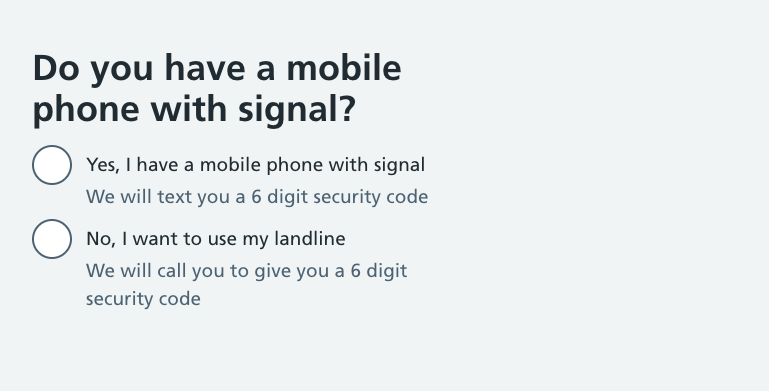 Do you have a mobile
phone with signal?
Yes, I have a mobile phone with signal
We will text you a 6 digit security code
No, I want to use my landline
We will call you to give you a 6 digit
security code